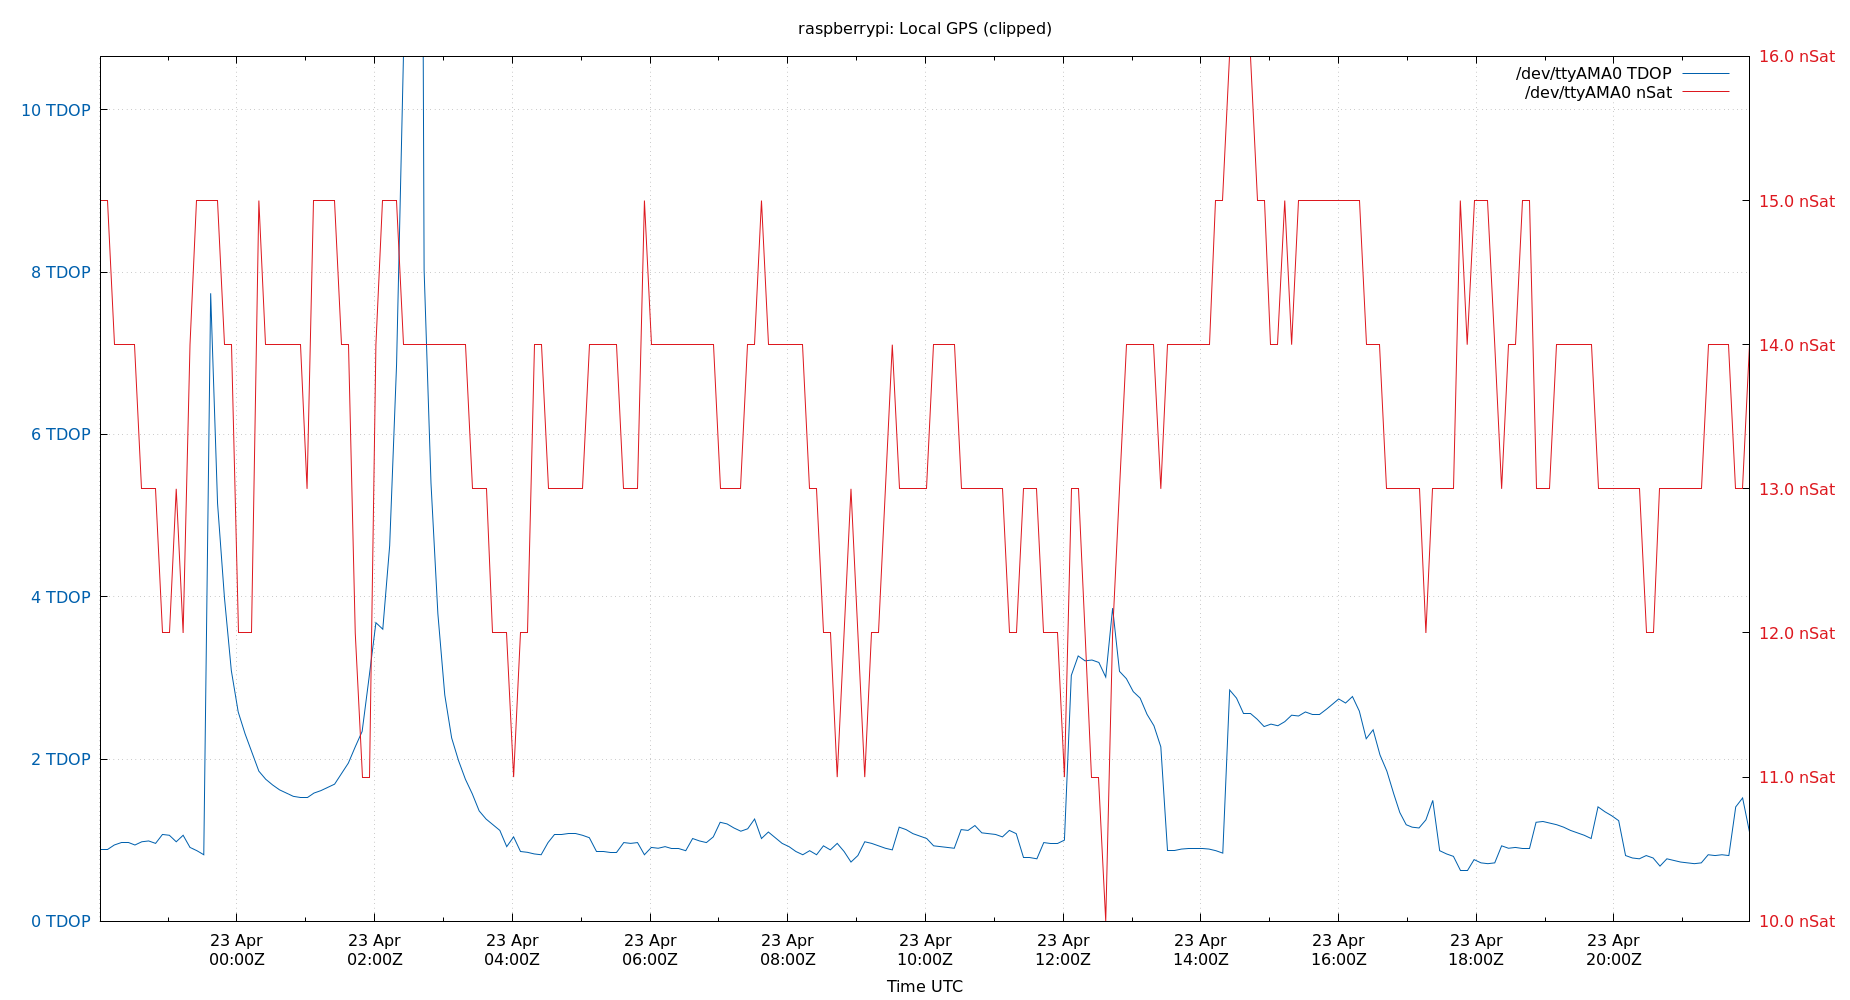 raspberrypi: Local GPS (clipped)
/dev/ttyAMA0 TDOP
/dev/ttyAMA0 nSat
10 TDOP
8 TDOP
6 TDOP
4 TDOP
2 TDOP
0 TDOP
16.0 nSat
15.0 nSat
14.0 nSat
13.0 nSat
12.0 nSat
11.0 nSat
10.0 nSat
23 Apr 23 Apr 23 Apr 23 Apr 23 Apr 23 Apr 23 Apr 23 Apr 23 Apr 23 Apr 23 Apr
00:00Z 02:00Z 04:00Z 06:00Z 08:00Z 10:00Z 12:00Z 14:00Z 16:00Z 18:00Z 20:00Z
Time UTC